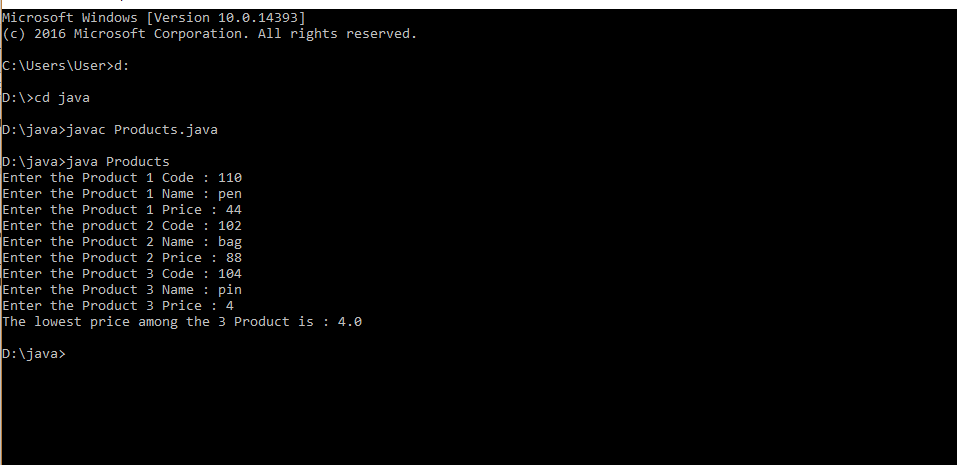 Microsoft Windows [Version 10.0.14393]
(c) 2016 Microsoft Corporation. All rights reserved.
C:\Users\User>d:
D:\>cd java
D:\java>javac Products.java
D:\java>java Products
Enter the Product 1 Code : 110
Enter the Product 1 Name : pen
Enter the Product 1 Price : 44
Enter the product 2 Code : 102
Enter the Product 2 Name : bag
Enter the Product 2 Price : 88
Enter the Product 3 Code : 104
Enter the Product 3 Name : pin
Enter the Product 3 Price : 4
The lowest price among the 3 Product is : 4.0
D:\java>